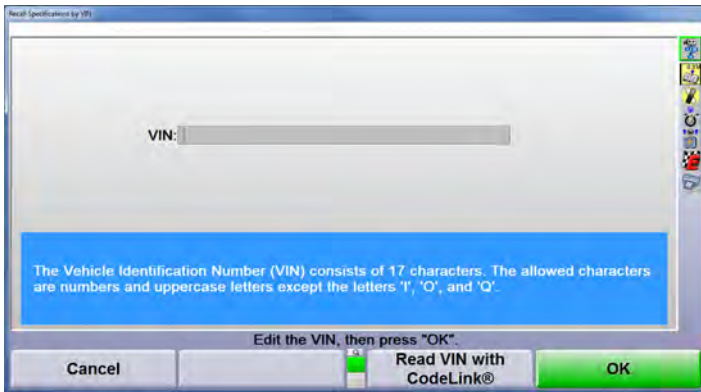 Recall Specifications by VIN
VIN:
The Vehicle Identification Number (VIN) consists of 17 characters. The allowed characters
are numbers and uppercase letters except the letters 'I', 'O', and 'Q'.
Edit the VIN, then press "OK".
Cancel
Read VIN with
CodeLink®
OK